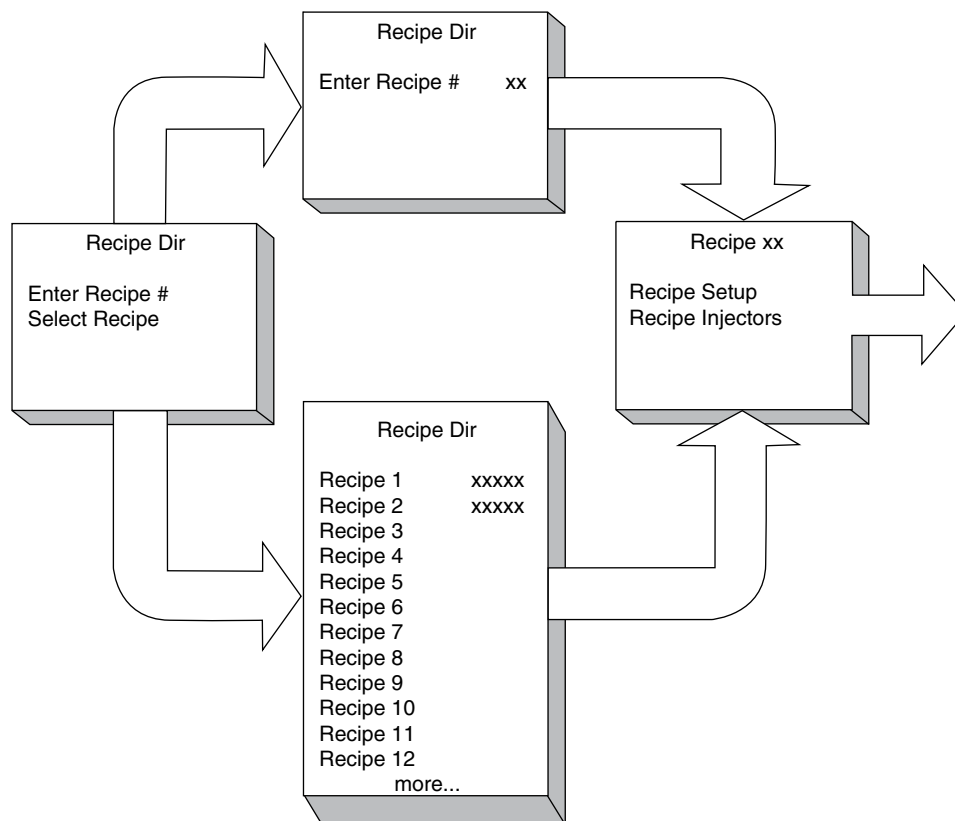 Recipe Dir
Enter Recipe # xx
Recipe Dir
Enter Recipe #
Select Recipe
Recipe xx
Recipe Setup
Recipe Injectors
Recipe Dir
Recipe 1 xxxxx
Recipe 2 xxxxx
Recipe 3
Recipe 4
Recipe 5
Recipe 6
Recipe 7
Recipe 8
Recipe 9
Recipe 10
Recipe 11
Recipe 12
more...